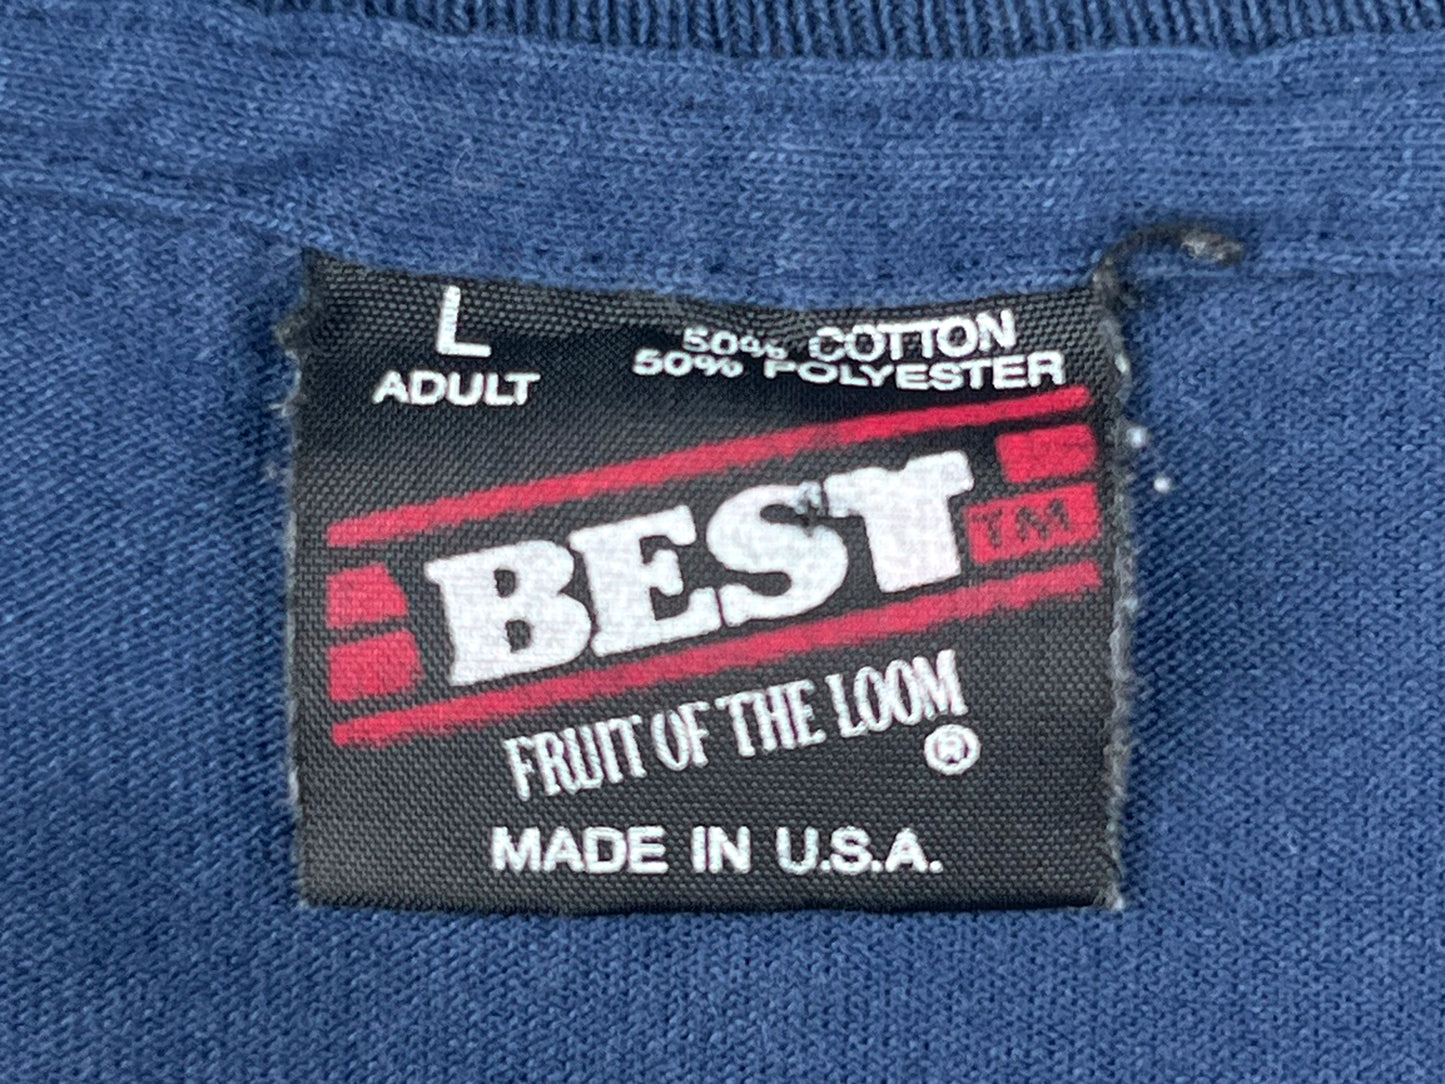 L
ADULT
50% COTTON
50% POLYESTER
BEST
TM
FRUIT OF THE LOOM
®
MADE IN U.S.A.